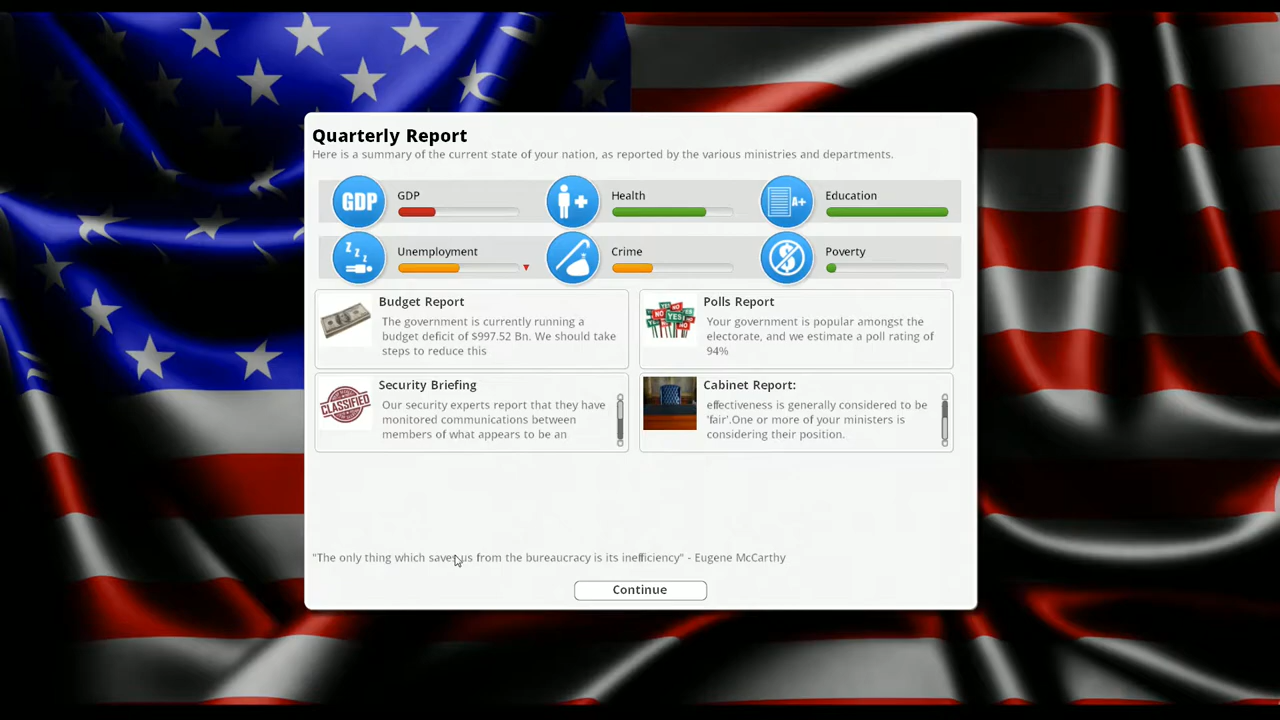 Quarterly Report
Here is a summary of the current state of your nation, as reported by the various ministries and departments.
GDP
GDP
Health
A+
Education
Z Z Z
Unemployment
Crime
$
Poverty
Budget Report
The government is currently running a
budget deficit of $997.52 Bn. We should take
steps to reduce this
YES
NO
YES
NO
Polls Report
Your government is popular amongst the
electorate, and we estimate a poll rating of
94%
CLASSIFIED
Security Briefing
Our security experts report that they have
monitored communications between
members of what appears to be an
Cabinet Report:
effectiveness is generally considered to be
'fair'.One or more of your ministers is
considering their position.
"The only thing which saves us from the bureaucracy is its inefficiency" - Eugene McCarthy
Continue